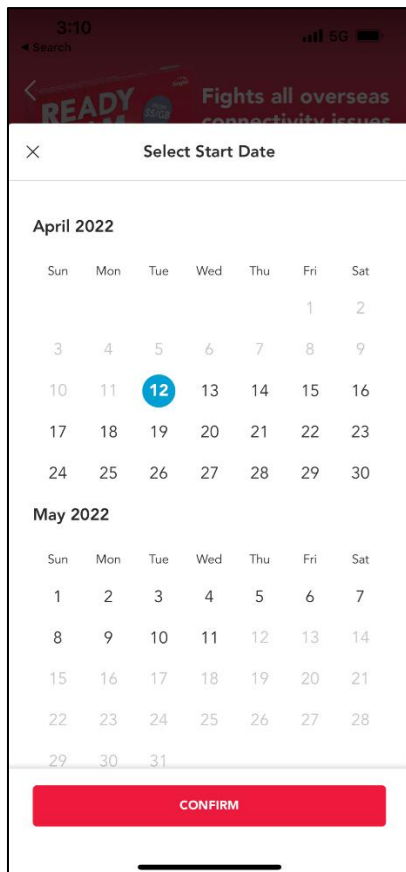 3:10
5G
Search
READY
$5/GB
Fights all overseas
connectivity issues
Select Start Date
April 2022
Sun Mon Tue Wed Thu Fri Sat
1 2
3 4 5 6 7 8 9
10 11 12 13 14 15 16
17 18 19 20 21 22 23
24 25 26 27 28 29 30
May 2022
Sun Mon Tue Wed Thu Fri Sat
1 2 3 4 5 6 7
8 9 10 11 12 13 14
15 16 17 18 19 20 21
22 23 24 25 26 27 28
29 30 31
CONFIRM